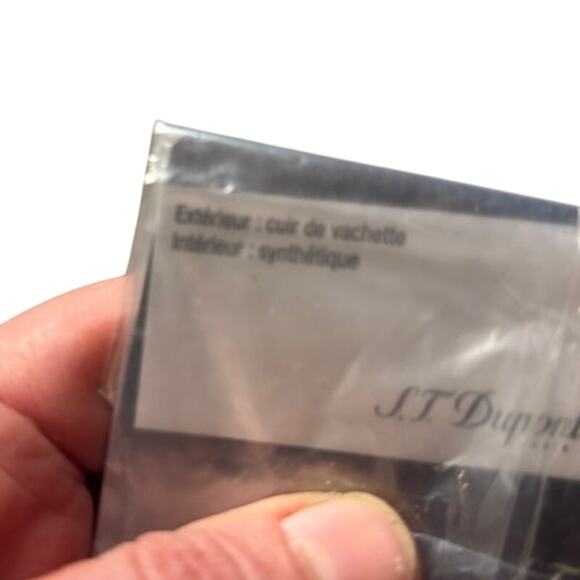 Extérieur : cuir de vachette
Intérieur : synthétique
S.T. Dupont